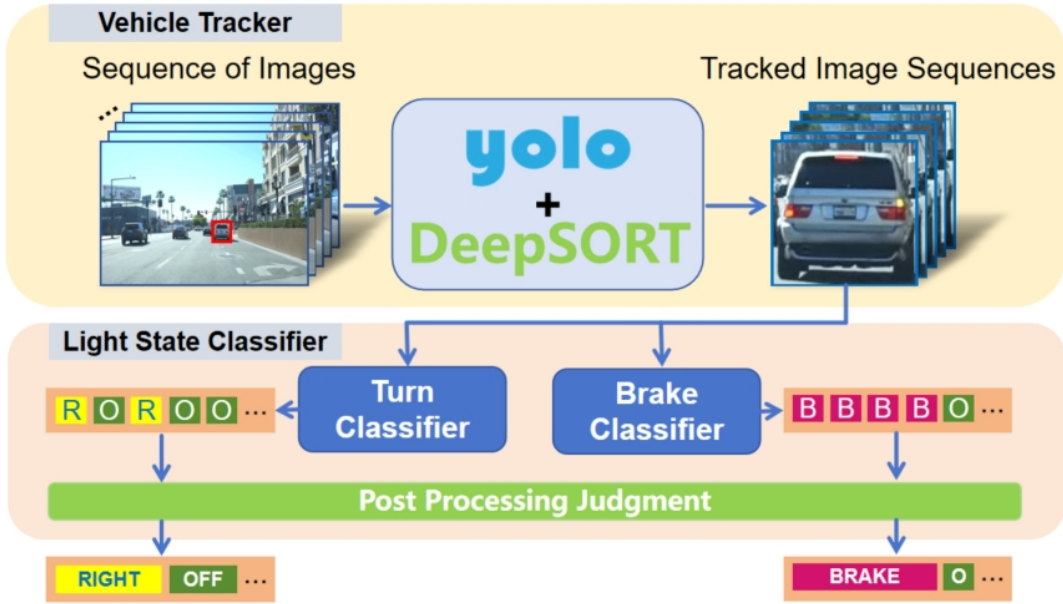 Vehicle Tracker
Sequence of Images
Tracked Image Sequences
...
yolo
+
DeepSORT
Light State Classifier
Turn
Classifier
Brake
Classifier
R O R O O ...
B B B B O ...
Post Processing Judgment
RIGHT OFF ...
BRAKE O ...